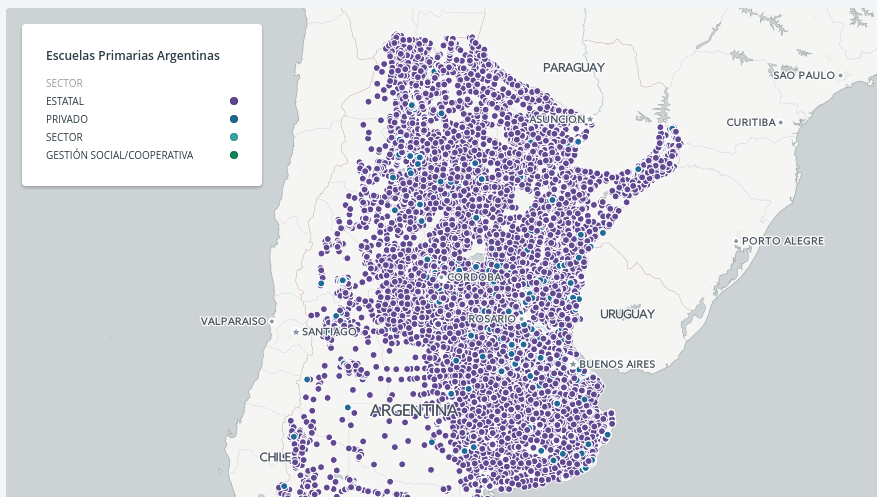 Escuelas Primarias Argentinas
SECTOR
ESTATAL
PRIVADO
SECTOR
GESTIÓN SOCIAL/COOPERATIVA
PARAGUAY
SAO PAULO
ASUNCION
CURITIBA
PORTO ALEGRE
CORDOBA
VALPARAISO
SANTIAGO
ROSARIO
URUGUAY
BUENOS AIRES
ARGENTINA
CHILE